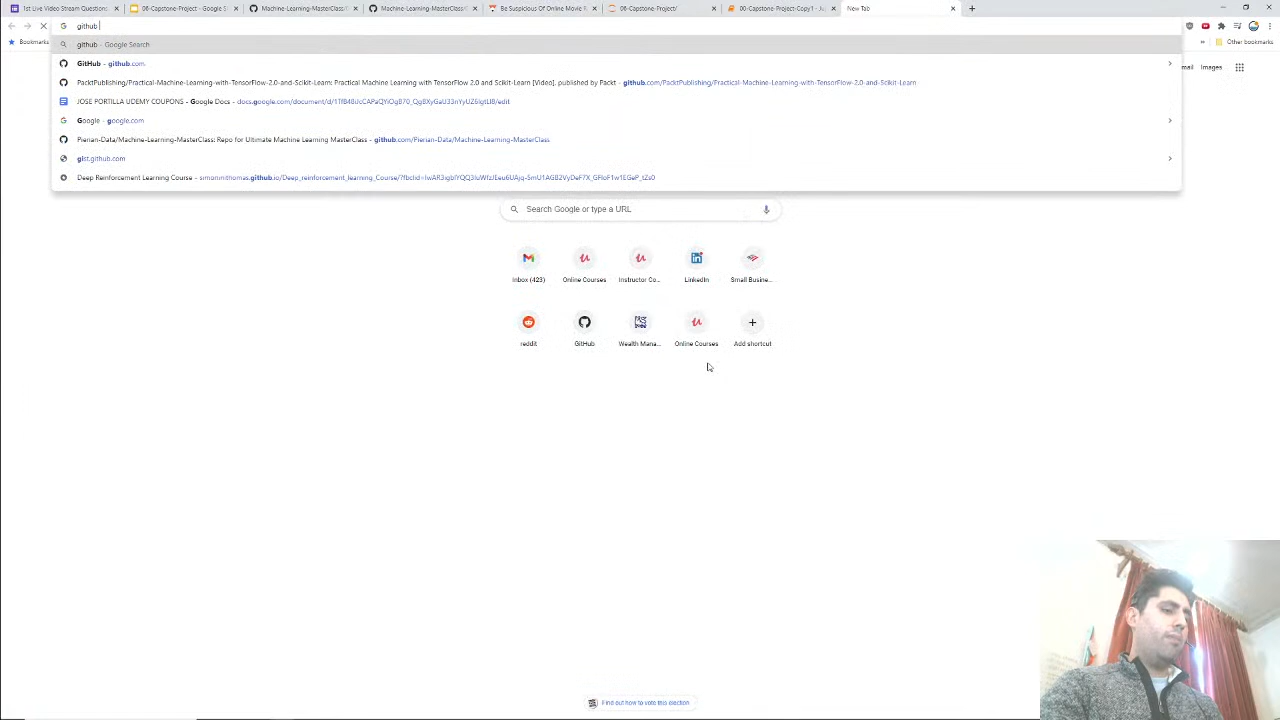 1st Live Video Stream Question:
06-Capstone-Project - Google S
Machine-Learning-MasterClass/
Machine-Learning-MasterClass/
Be Suspicious Of Online Movie R
06-Capstone-Project/
00-Capstone-Project-Copy1 - Ju
New Tab
github
Bookmarks
Other bookmarks
github - Google Search
GitHub - github.com
PacktPublishing/Practical-Machine-Learning-with-TensorFlow-2.0-and-Scikit-Learn: Practical Machine Learning with TensorFlow 2.0 and Scikit-Learn [Video], published by Packt - github.com/PacktPublishing/Practical-Machine-Learning-with-TensorFlow-2.0-and-Scikit-Learn
JOSE PORTILLA UDEMY COUPONS - Google Docs
Google - google.com
Pierian-Data/Machine-Learning-MasterClass: Repo for Ultimate Machine Learning MasterClass - github.com/Pierian-Data/Machine-Learning-MasterClass
gist.github.com
Deep Reinforcement Learning Course
mail Images
Search Google or type a URL
Inbox (423) Online Courses Instructor Co... LinkedIn Small Busine...
reddit GitHub Wealth Mana... Online Courses Add shortcut
Find out how to vote this election